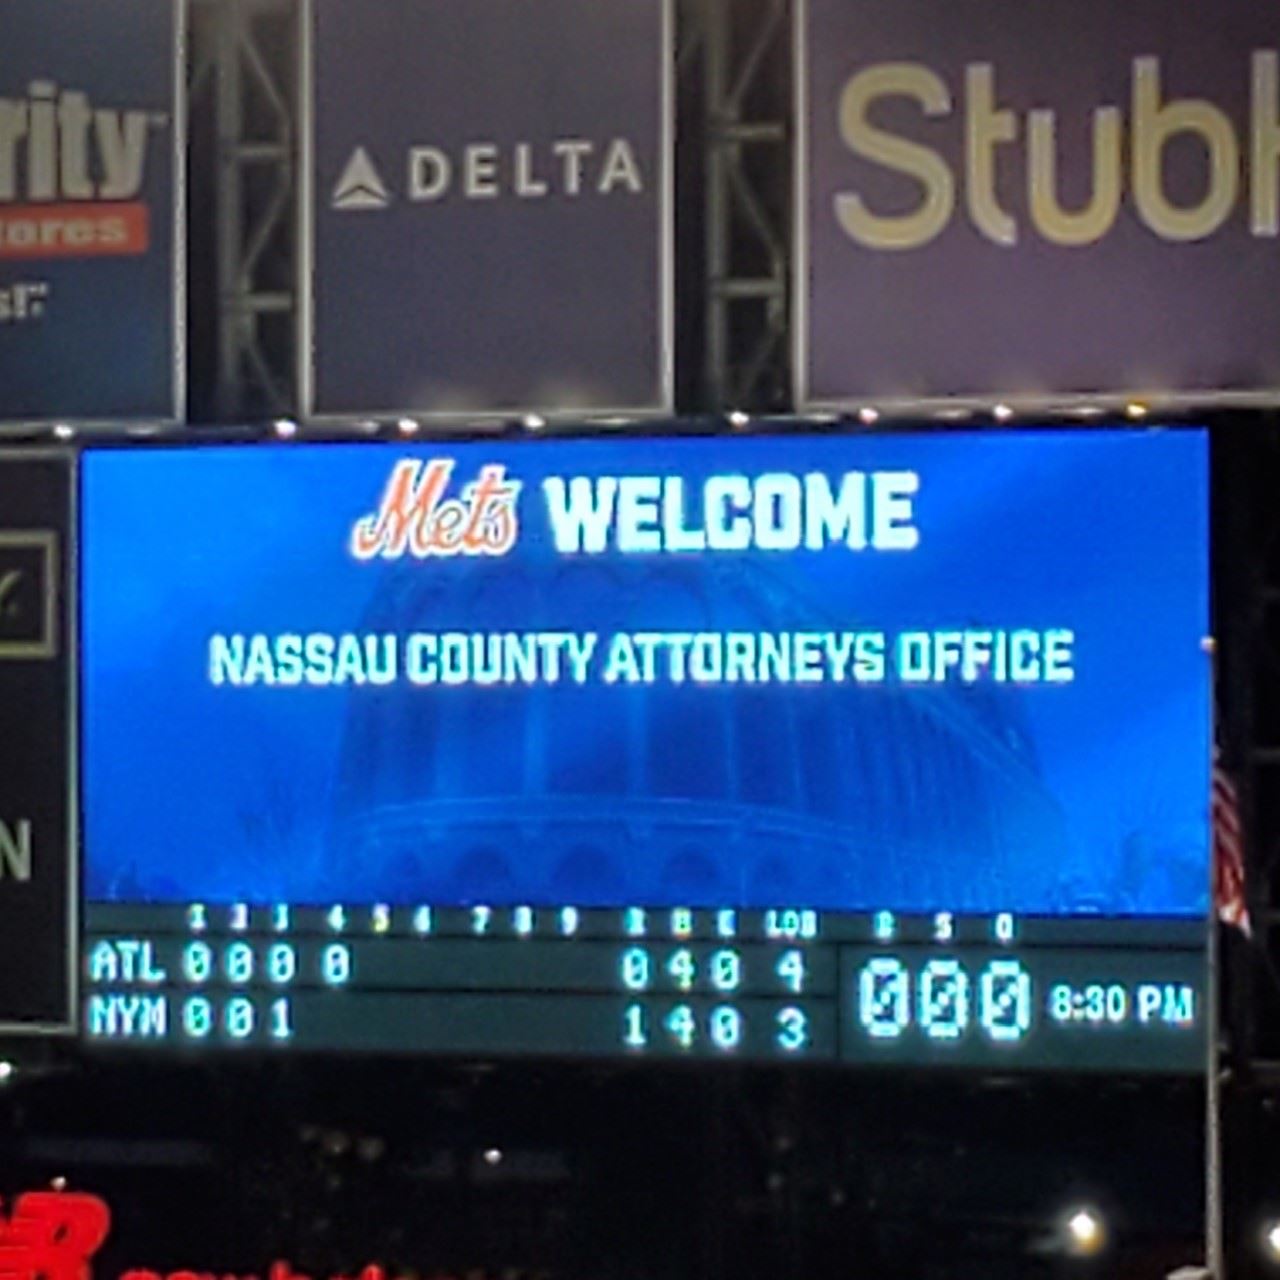 rity
DELTA
Stub
ores
Mets WELCOME
NASSAU COUNTY ATTORNEYS OFFICE
N
1 2 3 4 5 6 7 8 9 R H E LOB B S O
ATL 0 0 0 0 0 4 0 4
NYM 0 0 1 1 4 0 3
0 0 0 8:30 PM